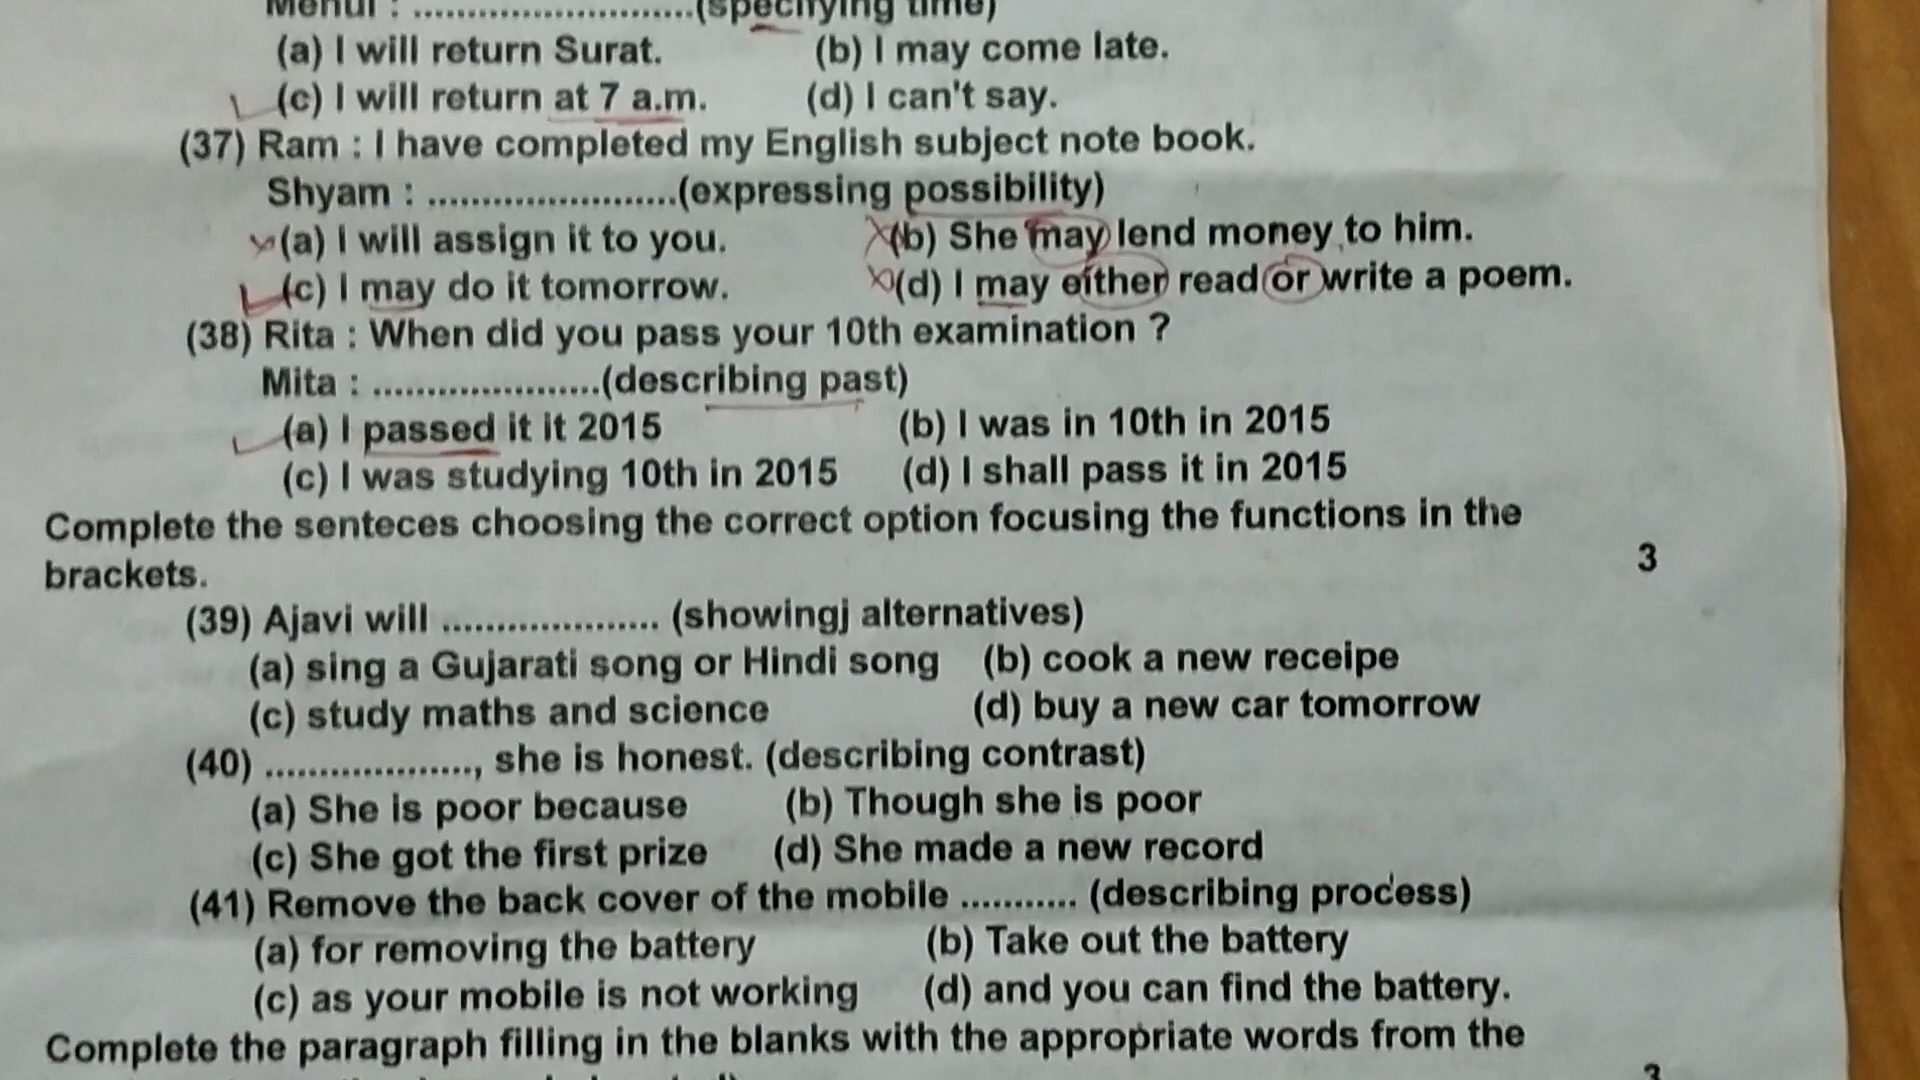 Mehul : ..........................(specifying time)
(a) I will return Surat. (b) I may come late.
(c) I will return at 7 a.m. (d) I can't say.
(37) Ram : I have completed my English subject note book.
Shyam : .......................(expressing possibility)
(a) I will assign it to you. (b) She may lend money to him.
(c) I may do it tomorrow. (d) I may either read or write a poem.
(38) Rita : When did you pass your 10th examination ?
Mita : .....................(describing past)
(a) I passed it it 2015 (b) I was in 10th in 2015
(c) I was studying 10th in 2015 (d) I shall pass it in 2015
Complete the senteces choosing the correct option focusing the functions in the
brackets. 3
(39) Ajavi will .................... (showingj alternatives)
(a) sing a Gujarati song or Hindi song (b) cook a new receipe
(c) study maths and science (d) buy a new car tomorrow
(40) ..................., she is honest. (describing contrast)
(a) She is poor because (b) Though she is poor
(c) She got the first prize (d) She made a new record
(41) Remove the back cover of the mobile ........... (describing process)
(a) for removing the battery (b) Take out the battery
(c) as your mobile is not working (d) and you can find the battery.
Complete the paragraph filling in the blanks with the appropriate words from the
3